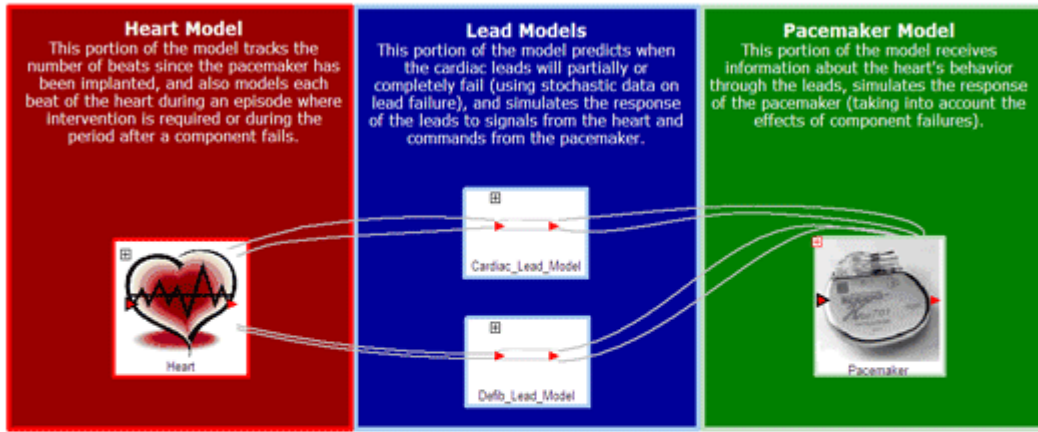 Heart Model
This portion of the model tracks the
number of beats since the pacemaker has
been implanted, and also models each
beat of the heart during an episode where
intervention is required or during the
period after a component fails.
Lead Models
This portion of the model predicts when
the cardiac leads will partially or
completely fail (using stochastic data on
lead failure), and simulates the response
of the leads to signals from the heart and
commands from the pacemaker.
Pacemaker Model
This portion of the model receives
information about the heart's behavior
through the leads, simulates the response
of the pacemaker (taking into account the
effects of component failures).
Heart
Cardiac_Lead_Model
Defib_Lead_Model
Pacemaker